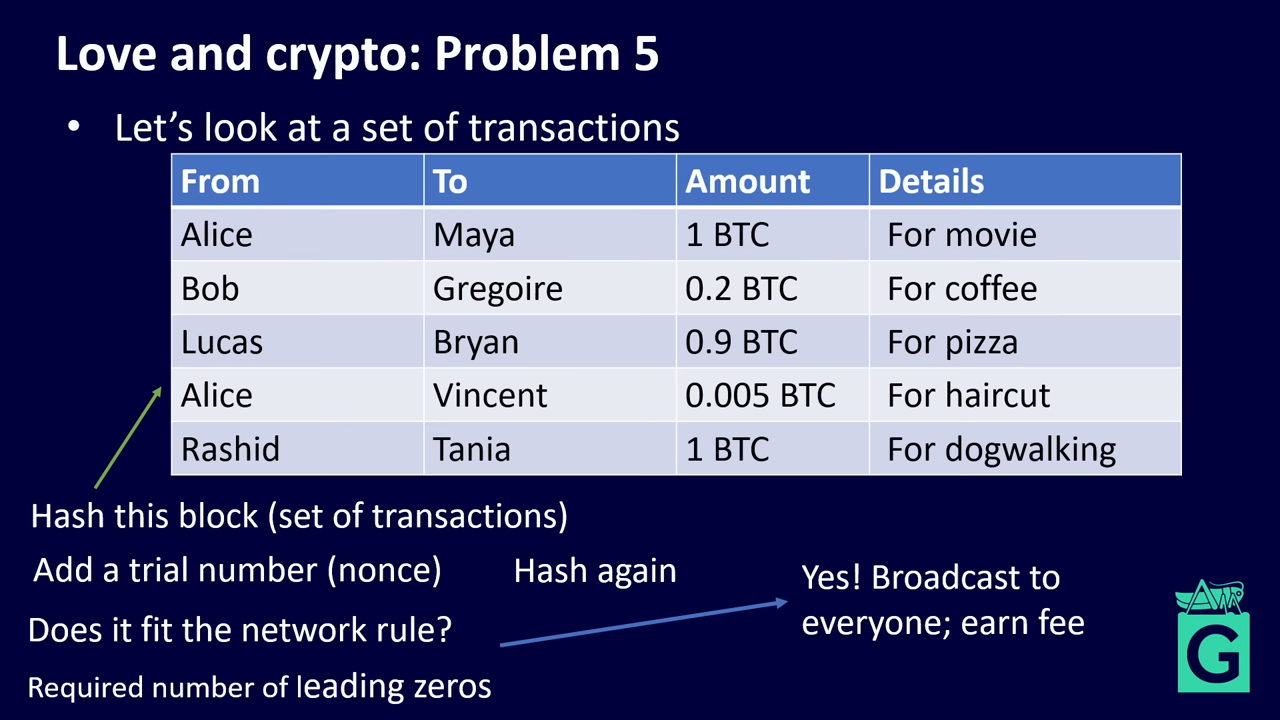 Love and crypto: Problem 5
• Let’s look at a set of transactions
From To Amount Details
Alice Maya 1 BTC For movie
Bob Gregoire 0.2 BTC For coffee
Lucas Bryan 0.9 BTC For pizza
Alice Vincent 0.005 BTC For haircut
Rashid Tania 1 BTC For dogwalking
Hash this block (set of transactions)
Add a trial number (nonce) Hash again
Yes! Broadcast to
everyone; earn fee
Does it fit the network rule?
Required number of leading zeros
G